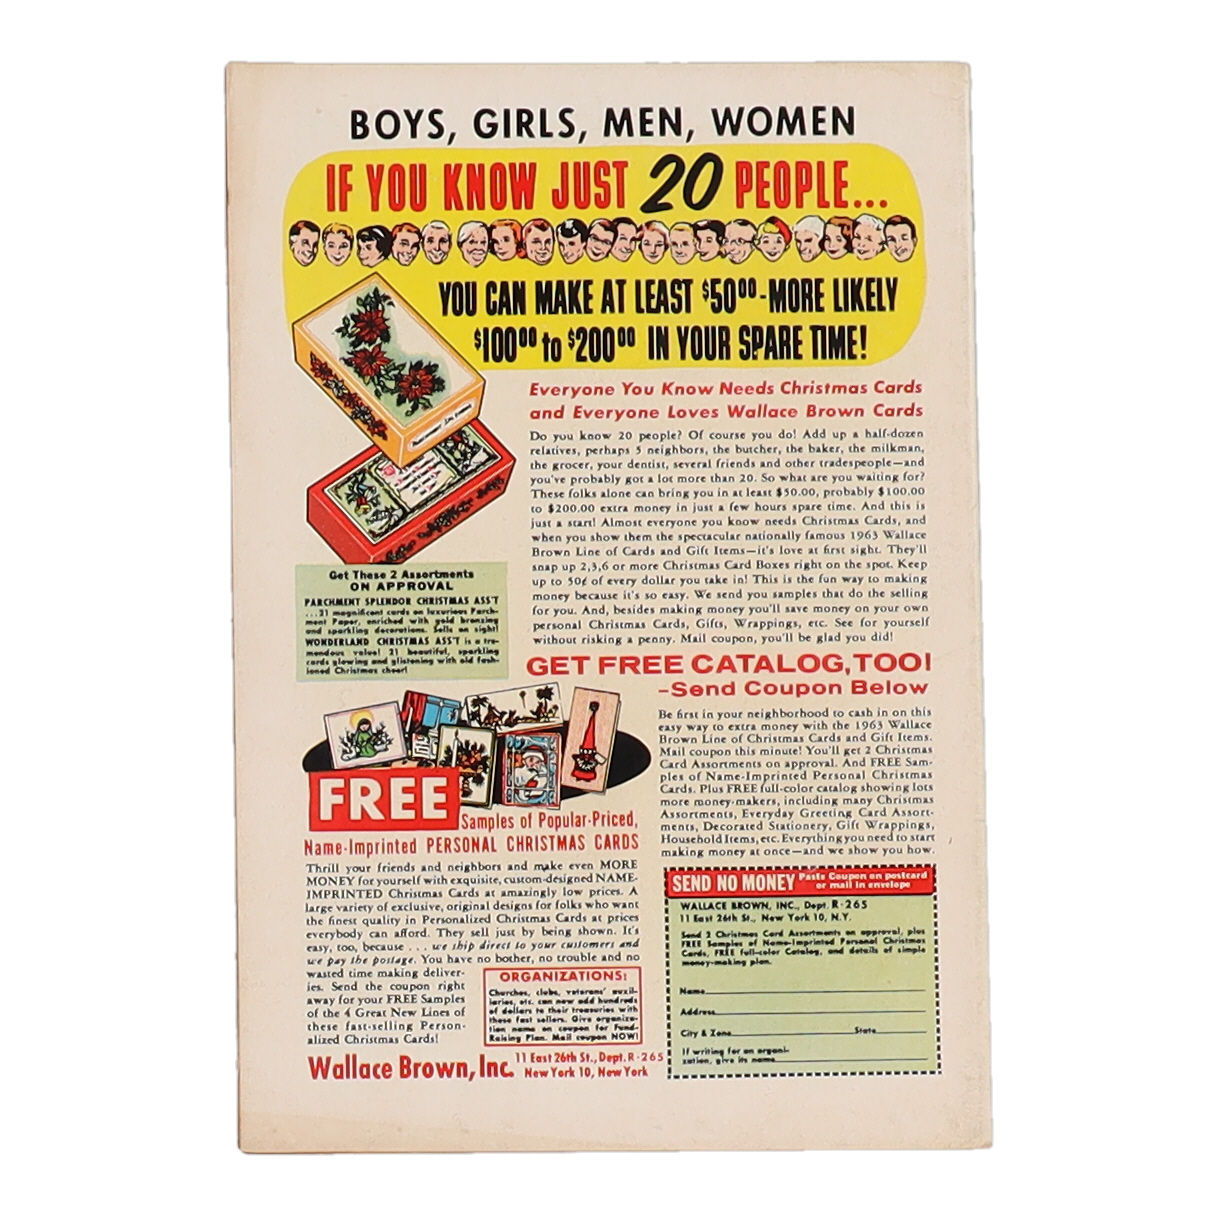 BOYS, GIRLS, MEN, WOMEN
IF YOU KNOW JUST 20 PEOPLE...
YOU CAN MAKE AT LEAST $50⁰⁰-MORE LIKELY
$100⁰⁰ to $200⁰⁰ IN YOUR SPARE TIME!
Everyone You Know Needs Christmas Cards
and Everyone Loves Wallace Brown Cards
Do you know 20 people? Of course you do! Add up a half-dozen
relatives, perhaps 5 neighbors, the butcher, the baker, the milkman,
the grocer, your dentist, several friends and other tradespeople—and
you've probably got a lot more than 20. So what are you waiting for?
These folks alone can bring you in at least $50.00, probably $100.00
to $200.00 extra money in just a few hours spare time. And this is
just a start! Almost everyone you know needs Christmas Cards, and
when you show them the spectacular nationally famous 1963 Wallace
Brown Line of Cards and Gift Items—it's love at first sight. They'll
snap up 2,3,6 or more Christmas Card Boxes right on the spot. Keep
up to 50¢ of every dollar you take in! This is the fun way to making
money because it's so easy. We send you samples that do the selling
for you. And, besides making money you'll save money on your own
personal Christmas Cards, Gifts, Wrappings, etc. See for yourself
without risking a penny. Mail coupon, you'll be glad you did!
Get These 2 Assortments
ON APPROVAL
PARCHMENT SPLENDOR CHRISTMAS ASS'T
...21 magnificent cards on luxurious Parch-
ment Paper, enriched with gold bronzing
and sparkling decorations. Sells on sight!
WONDERLAND CHRISTMAS ASS'T is a tre-
mendous value! 21 beautiful, sparkling
cards glowing and glistening with old fash-
ioned Christmas cheer!
GET FREE CATALOG, TOO!
–Send Coupon Below
Be first in your neighborhood to cash in on this
easy way to extra money with the 1963 Wallace
Brown Line of Christmas Cards and Gift Items.
Mail coupon this minute! You'll get 2 Christmas
Card Assortments on approval. And FREE Sam-
ples of Name-Imprinted Personal Christmas
Cards. Plus FREE full-color catalog showing lots
more money-makers, including many Christmas
Assortments, Everyday Greeting Card Assort-
ments, Decorated Stationery, Gift Wrappings,
Household Items, etc. Everything you need to start
making money at once—and we show you how.
FREE
Samples of Popular-Priced,
Name-Imprinted PERSONAL CHRISTMAS CARDS
Thrill your friends and neighbors and make even MORE
MONEY for yourself with exquisite, custom-designed NAME-
IMPRINTED Christmas Cards at amazingly low prices. A
large variety of exclusive, original designs for folks who want
the finest quality in Personalized Christmas Cards at prices
everybody can afford. They sell just by being shown. It's
easy, too, because . . . we ship direct to your customers and
we pay the postage. You have no bother, no trouble and no
wasted time making deliver-
ies. Send the coupon right
away for your FREE Samples
of the 4 Great New Lines of
these fast-selling Person-
alized Christmas Cards!
ORGANIZATIONS:
Churches, clubs, veterans' auxil-
iaries, etc. can now add hundreds
of dollars to their treasuries with
these fast sellers. Give organiza-
tion name on coupon for Fund-
Raising Plan. Mail coupon NOW!
Wallace Brown, Inc. 11 East 26th St., Dept. R-265
New York 10, New York
SEND NO MONEY Paste Coupon on postcard
or mail in envelope
WALLACE BROWN, INC., Dept. R-265
11 East 26th St., New York 10, N.Y.
Send 2 Christmas Card Assortments on approval, plus
FREE Samples of Name-Imprinted Personal Christmas
Cards, FREE full-color Catalog, and details of simple
money-making plan.
Name
Address
City & Zone State
If writing for an organi-
zation, give its name